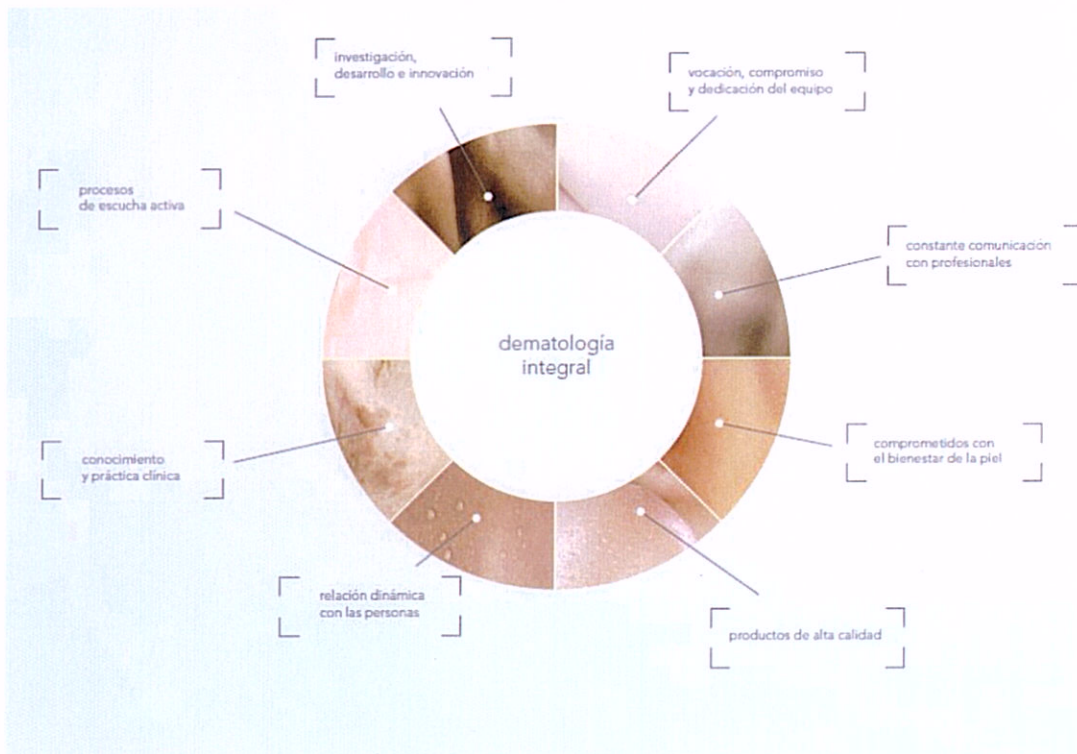 investigación,
desarrollo e innovación
vocación, compromiso
y dedicación del equipo
procesos
de escucha activa
constante comunicación
con profesionales
dematología
integral
conocimiento
y práctica clínica
comprometidos con
el bienestar de la piel
relación dinámica
con las personas
productos de alta calidad